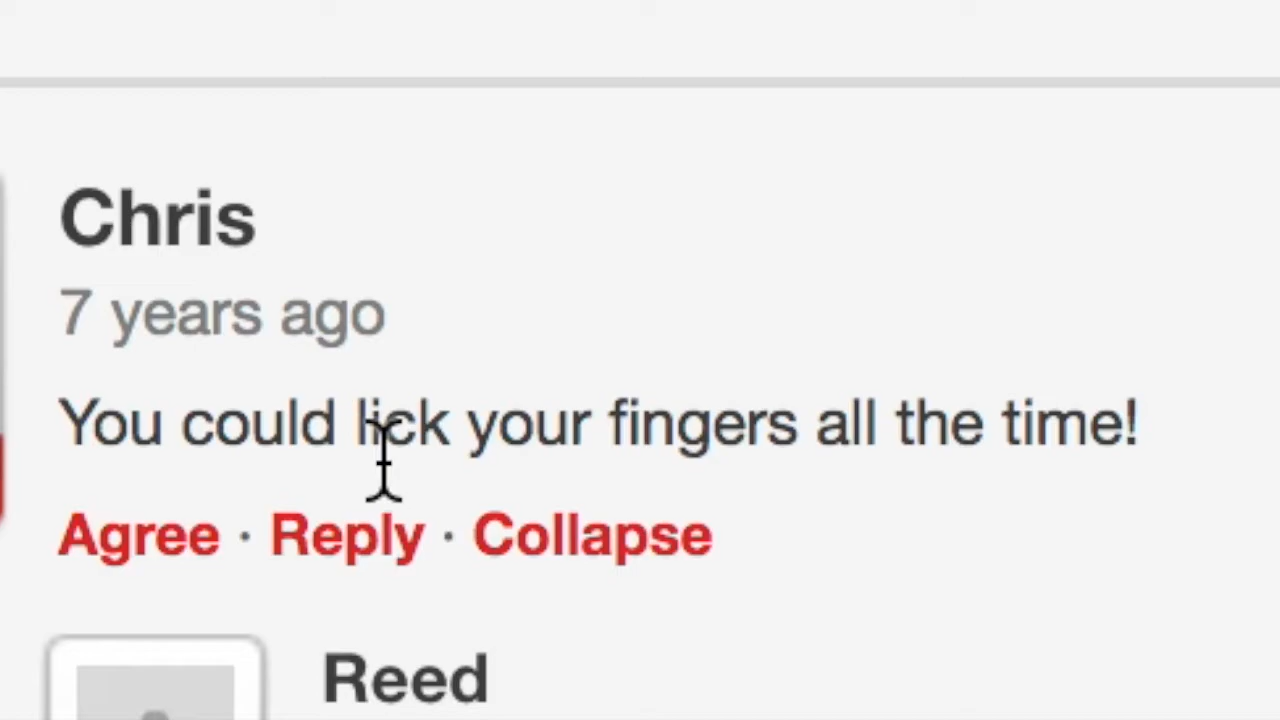 Chris
7 years ago
You could lick your fingers all the time!
Agree · Reply · Collapse
Reed